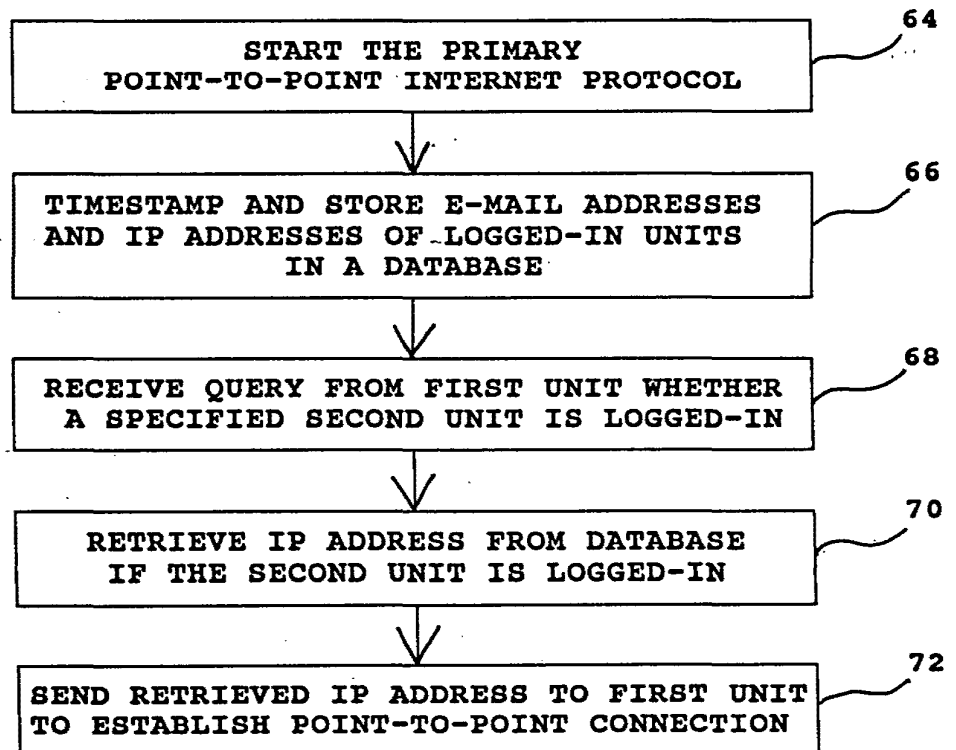 64
START THE PRIMARY
POINT-TO-POINT INTERNET PROTOCOL
66
TIMESTAMP AND STORE E-MAIL ADDRESSES
AND IP ADDRESSES OF LOGGED-IN UNITS
IN A DATABASE
68
RECEIVE QUERY FROM FIRST UNIT WHETHER
A SPECIFIED SECOND UNIT IS LOGGED-IN
70
RETRIEVE IP ADDRESS FROM DATABASE
IF THE SECOND UNIT IS LOGGED-IN
72
SEND RETRIEVED IP ADDRESS TO FIRST UNIT
TO ESTABLISH POINT-TO-POINT CONNECTION